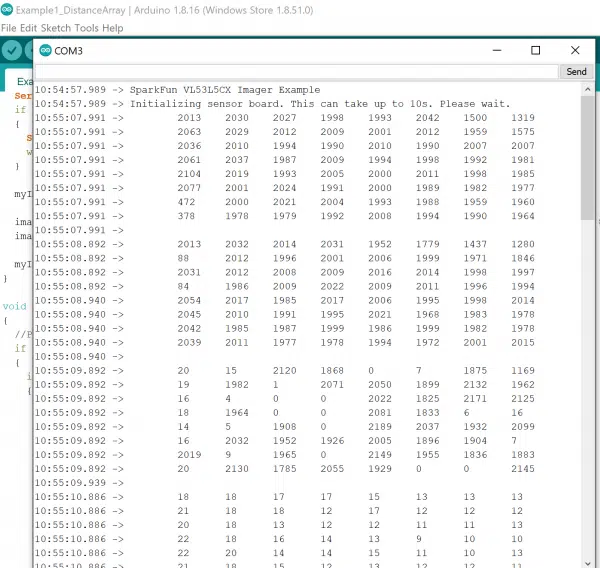 Example1_DistanceArray | Arduino 1.8.16 (Windows Store 1.8.51.0)
File Edit Sketch Tools Help
COM3
Send
Exa
Ser
if
{
S
w
}
myI
ima
ima
myI
}
void
{
//P
if
{
i
{
10:54:57.989 -> SparkFun VL53L5CX Imager Example
10:54:57.989 -> Initializing sensor board. This can take up to 10s. Please wait.
10:55:07.991 -> 2013 2030 2027 1998 1993 2042 1500 1319
10:55:07.991 -> 2063 2029 2012 2009 2001 2012 1959 1575
10:55:07.991 -> 2036 2010 1994 1990 2010 1990 2007 2007
10:55:07.991 -> 2061 2037 1987 2009 1994 1998 1992 1981
10:55:07.991 -> 2104 2019 1993 2005 2000 2011 1998 1985
10:55:07.991 -> 2077 2001 2024 1991 2000 1989 1982 1977
10:55:07.991 -> 472 2000 2021 2004 1993 1988 1959 1960
10:55:07.991 -> 378 1978 1979 1992 2008 1994 1990 1964
10:55:07.991 ->
10:55:08.892 -> 2013 2032 2014 2031 1952 1779 1437 1280
10:55:08.892 -> 88 2012 1996 2001 2006 1999 1971 1846
10:55:08.892 -> 2031 2012 2008 2009 2016 2014 1998 1997
10:55:08.892 -> 84 1986 2009 2022 2009 2011 1996 1994
10:55:08.940 -> 2054 2017 1985 2017 2006 1995 1998 2014
10:55:08.940 -> 2045 2010 1991 1995 2021 1968 1983 1978
10:55:08.940 -> 2042 1985 1987 1999 1986 1999 1982 1978
10:55:08.940 -> 2039 2011 1977 1978 1994 1972 2001 2015
10:55:08.940 ->
10:55:09.892 -> 20 15 2120 1868 0 7 1875 1169
10:55:09.892 -> 19 1982 1 2071 2050 1899 2132 1962
10:55:09.892 -> 16 4 0 0 2022 1825 2171 2125
10:55:09.892 -> 18 1964 0 0 2081 1833 6 16
10:55:09.892 -> 14 5 1908 0 2189 2037 1932 2099
10:55:09.892 -> 16 2032 1952 1926 2005 1896 1904 7
10:55:09.892 -> 2019 9 1965 0 2149 1955 1836 1883
10:55:09.892 -> 20 2130 1785 2055 1929 0 0 2145
10:55:09.939 ->
10:55:10.886 -> 18 18 17 17 15 13 13 13
10:55:10.886 -> 21 18 18 12 17 12 12 12
10:55:10.886 -> 20 18 13 12 12 11 11 13
10:55:10.886 -> 22 18 16 14 13 9 10 10
10:55:10.886 -> 22 20 14 14 15 11 10 13
10:55:10.886 -> 21 18 15 12 13 12 12 11